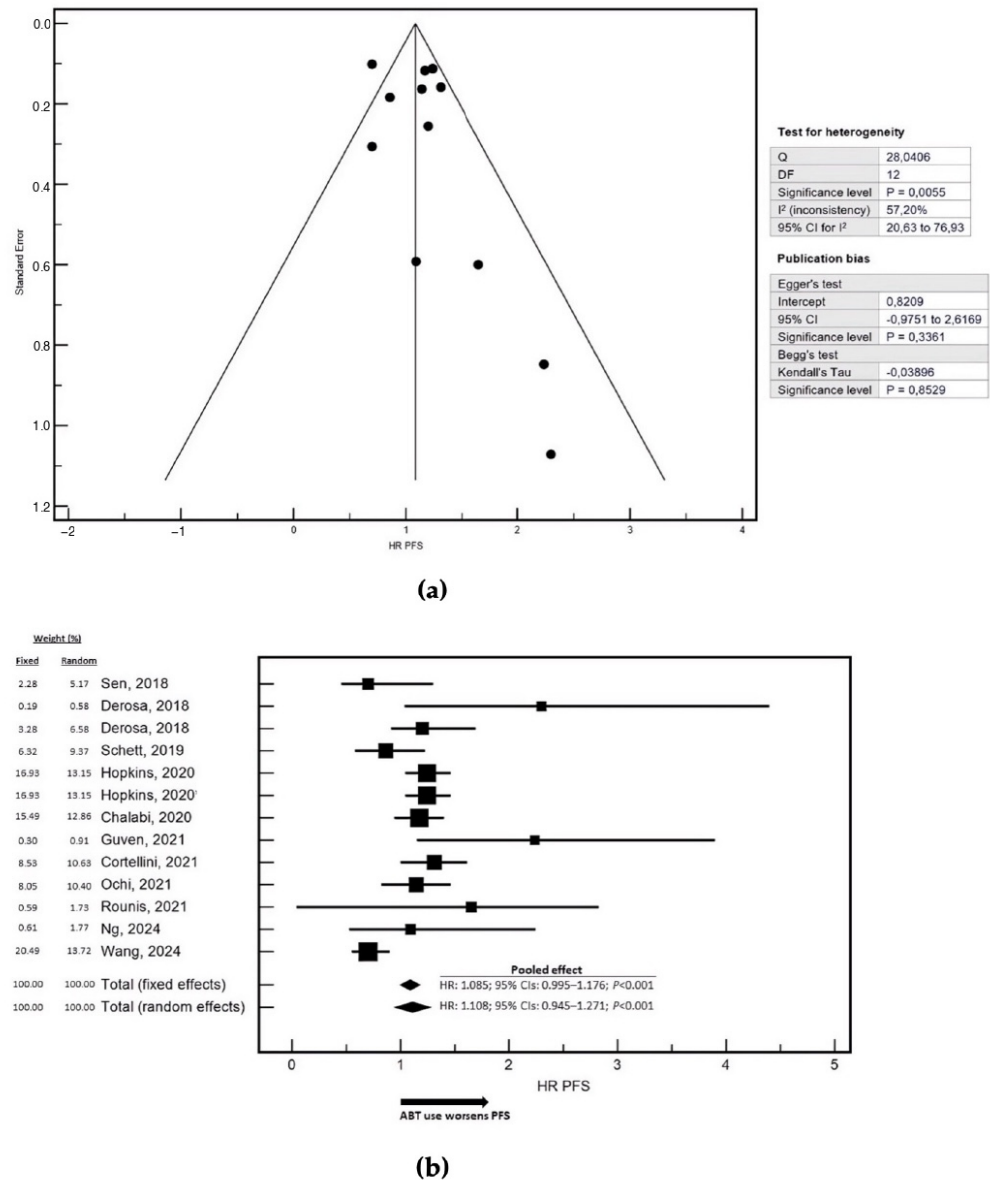 0.0
0.2
0.4
0.6
0.8
1.0
1.2
Standard Error
−2 −1 0 1 2 3 4
HR PFS
Test for heterogeneity
Q 28,0406
DF 12
Significance level P = 0,0055
I² (inconsistency) 57,20%
95% CI for I² 20,63 to 76,93
Publication bias
Egger's test
Intercept 0,8209
95% CI -0,9751 to 2,6169
Significance level P = 0,3361
Begg's test
Kendall's Tau -0,03896
Significance level P = 0,8529
(a)
Weight (%)
Fixed Random
2.28 5.17 Sen, 2018
0.19 0.58 Derosa, 2018
3.28 6.58 Derosa, 2018
6.32 9.37 Schett, 2019
16.93 13.15 Hopkins, 2020
16.93 13.15 Hopkins, 2020'
15.49 12.86 Chalabi, 2020
0.30 0.91 Guven, 2021
8.53 10.63 Cortellini, 2021
8.05 10.40 Ochi, 2021
0.59 1.73 Rounis, 2021
0.61 1.77 Ng, 2024
20.49 13.72 Wang, 2024
Pooled effect
100.00 100.00 Total (fixed effects) HR: 1.085; 95% CIs: 0.995–1.176; P<0.001
100.00 100.00 Total (random effects) HR: 1.108; 95% CIs: 0.945–1.271; P<0.001
0 1 2 3 4 5
HR PFS
ABT use worsens PFS
(b)